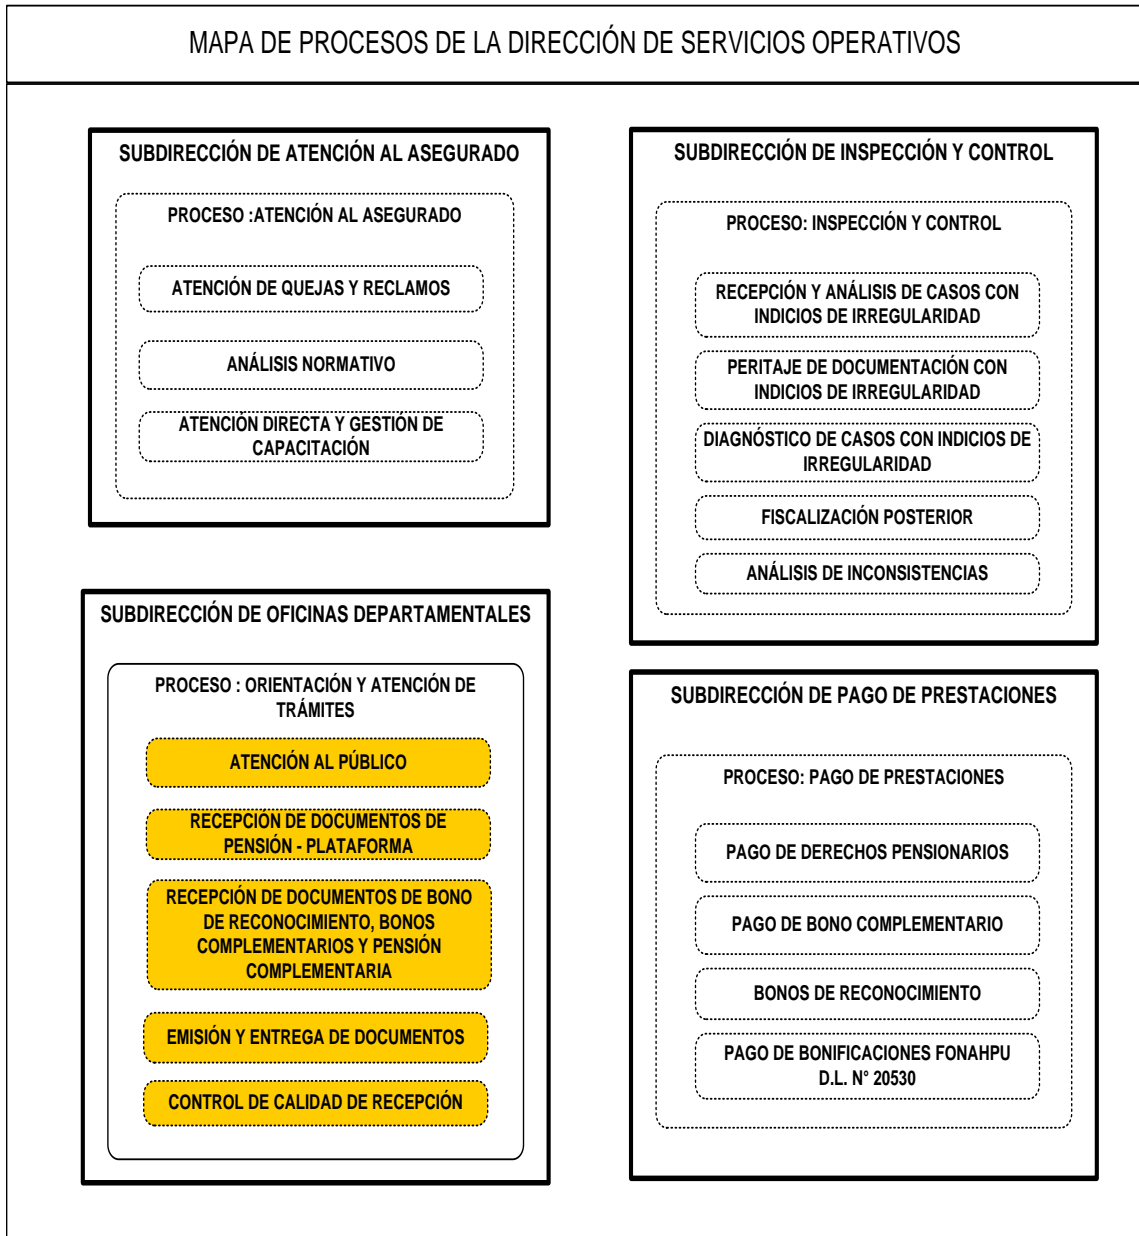 MAPA DE PROCESOS DE LA DIRECCIÓN DE SERVICIOS OPERATIVOS
SUBDIRECCIÓN DE ATENCIÓN AL ASEGURADO
PROCESO :ATENCIÓN AL ASEGURADO
ATENCIÓN DE QUEJAS Y RECLAMOS
ANÁLISIS NORMATIVO
ATENCIÓN DIRECTA Y GESTIÓN DE
CAPACITACIÓN
SUBDIRECCIÓN DE INSPECCIÓN Y CONTROL
PROCESO: INSPECCIÓN Y CONTROL
RECEPCIÓN Y ANÁLISIS DE CASOS CON
INDICIOS DE IRREGULARIDAD
PERITAJE DE DOCUMENTACIÓN CON
INDICIOS DE IRREGULARIDAD
DIAGNÓSTICO DE CASOS CON INDICIOS DE
IRREGULARIDAD
FISCALIZACIÓN POSTERIOR
ANÁLISIS DE INCONSISTENCIAS
SUBDIRECCIÓN DE OFICINAS DEPARTAMENTALES
PROCESO : ORIENTACIÓN Y ATENCIÓN DE
TRÁMITES
ATENCIÓN AL PÚBLICO
RECEPCIÓN DE DOCUMENTOS DE
PENSIÓN - PLATAFORMA
RECEPCIÓN DE DOCUMENTOS DE BONO
DE RECONOCIMIENTO, BONOS
COMPLEMENTARIOS Y PENSIÓN
COMPLEMENTARIA
EMISIÓN Y ENTREGA DE DOCUMENTOS
CONTROL DE CALIDAD DE RECEPCIÓN
SUBDIRECCIÓN DE PAGO DE PRESTACIONES
PROCESO: PAGO DE PRESTACIONES
PAGO DE DERECHOS PENSIONARIOS
PAGO DE BONO COMPLEMENTARIO
BONOS DE RECONOCIMIENTO
PAGO DE BONIFICACIONES FONAHPU
D.L. N° 20530